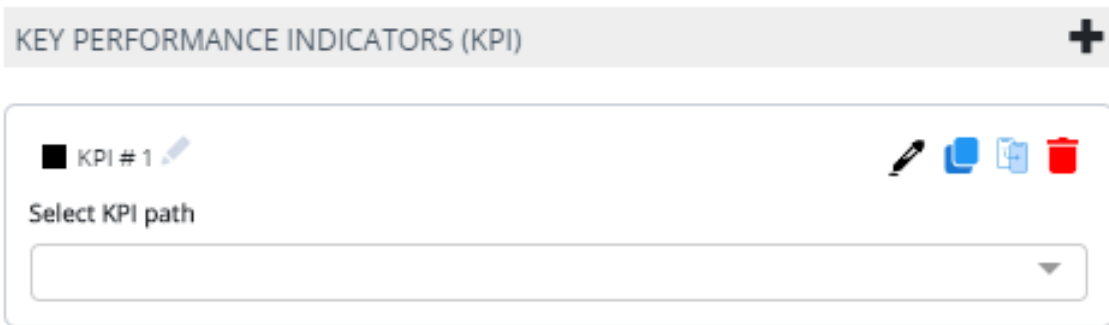 KEY PERFORMANCE INDICATORS (KPI)
KPI # 1
Select KPI path